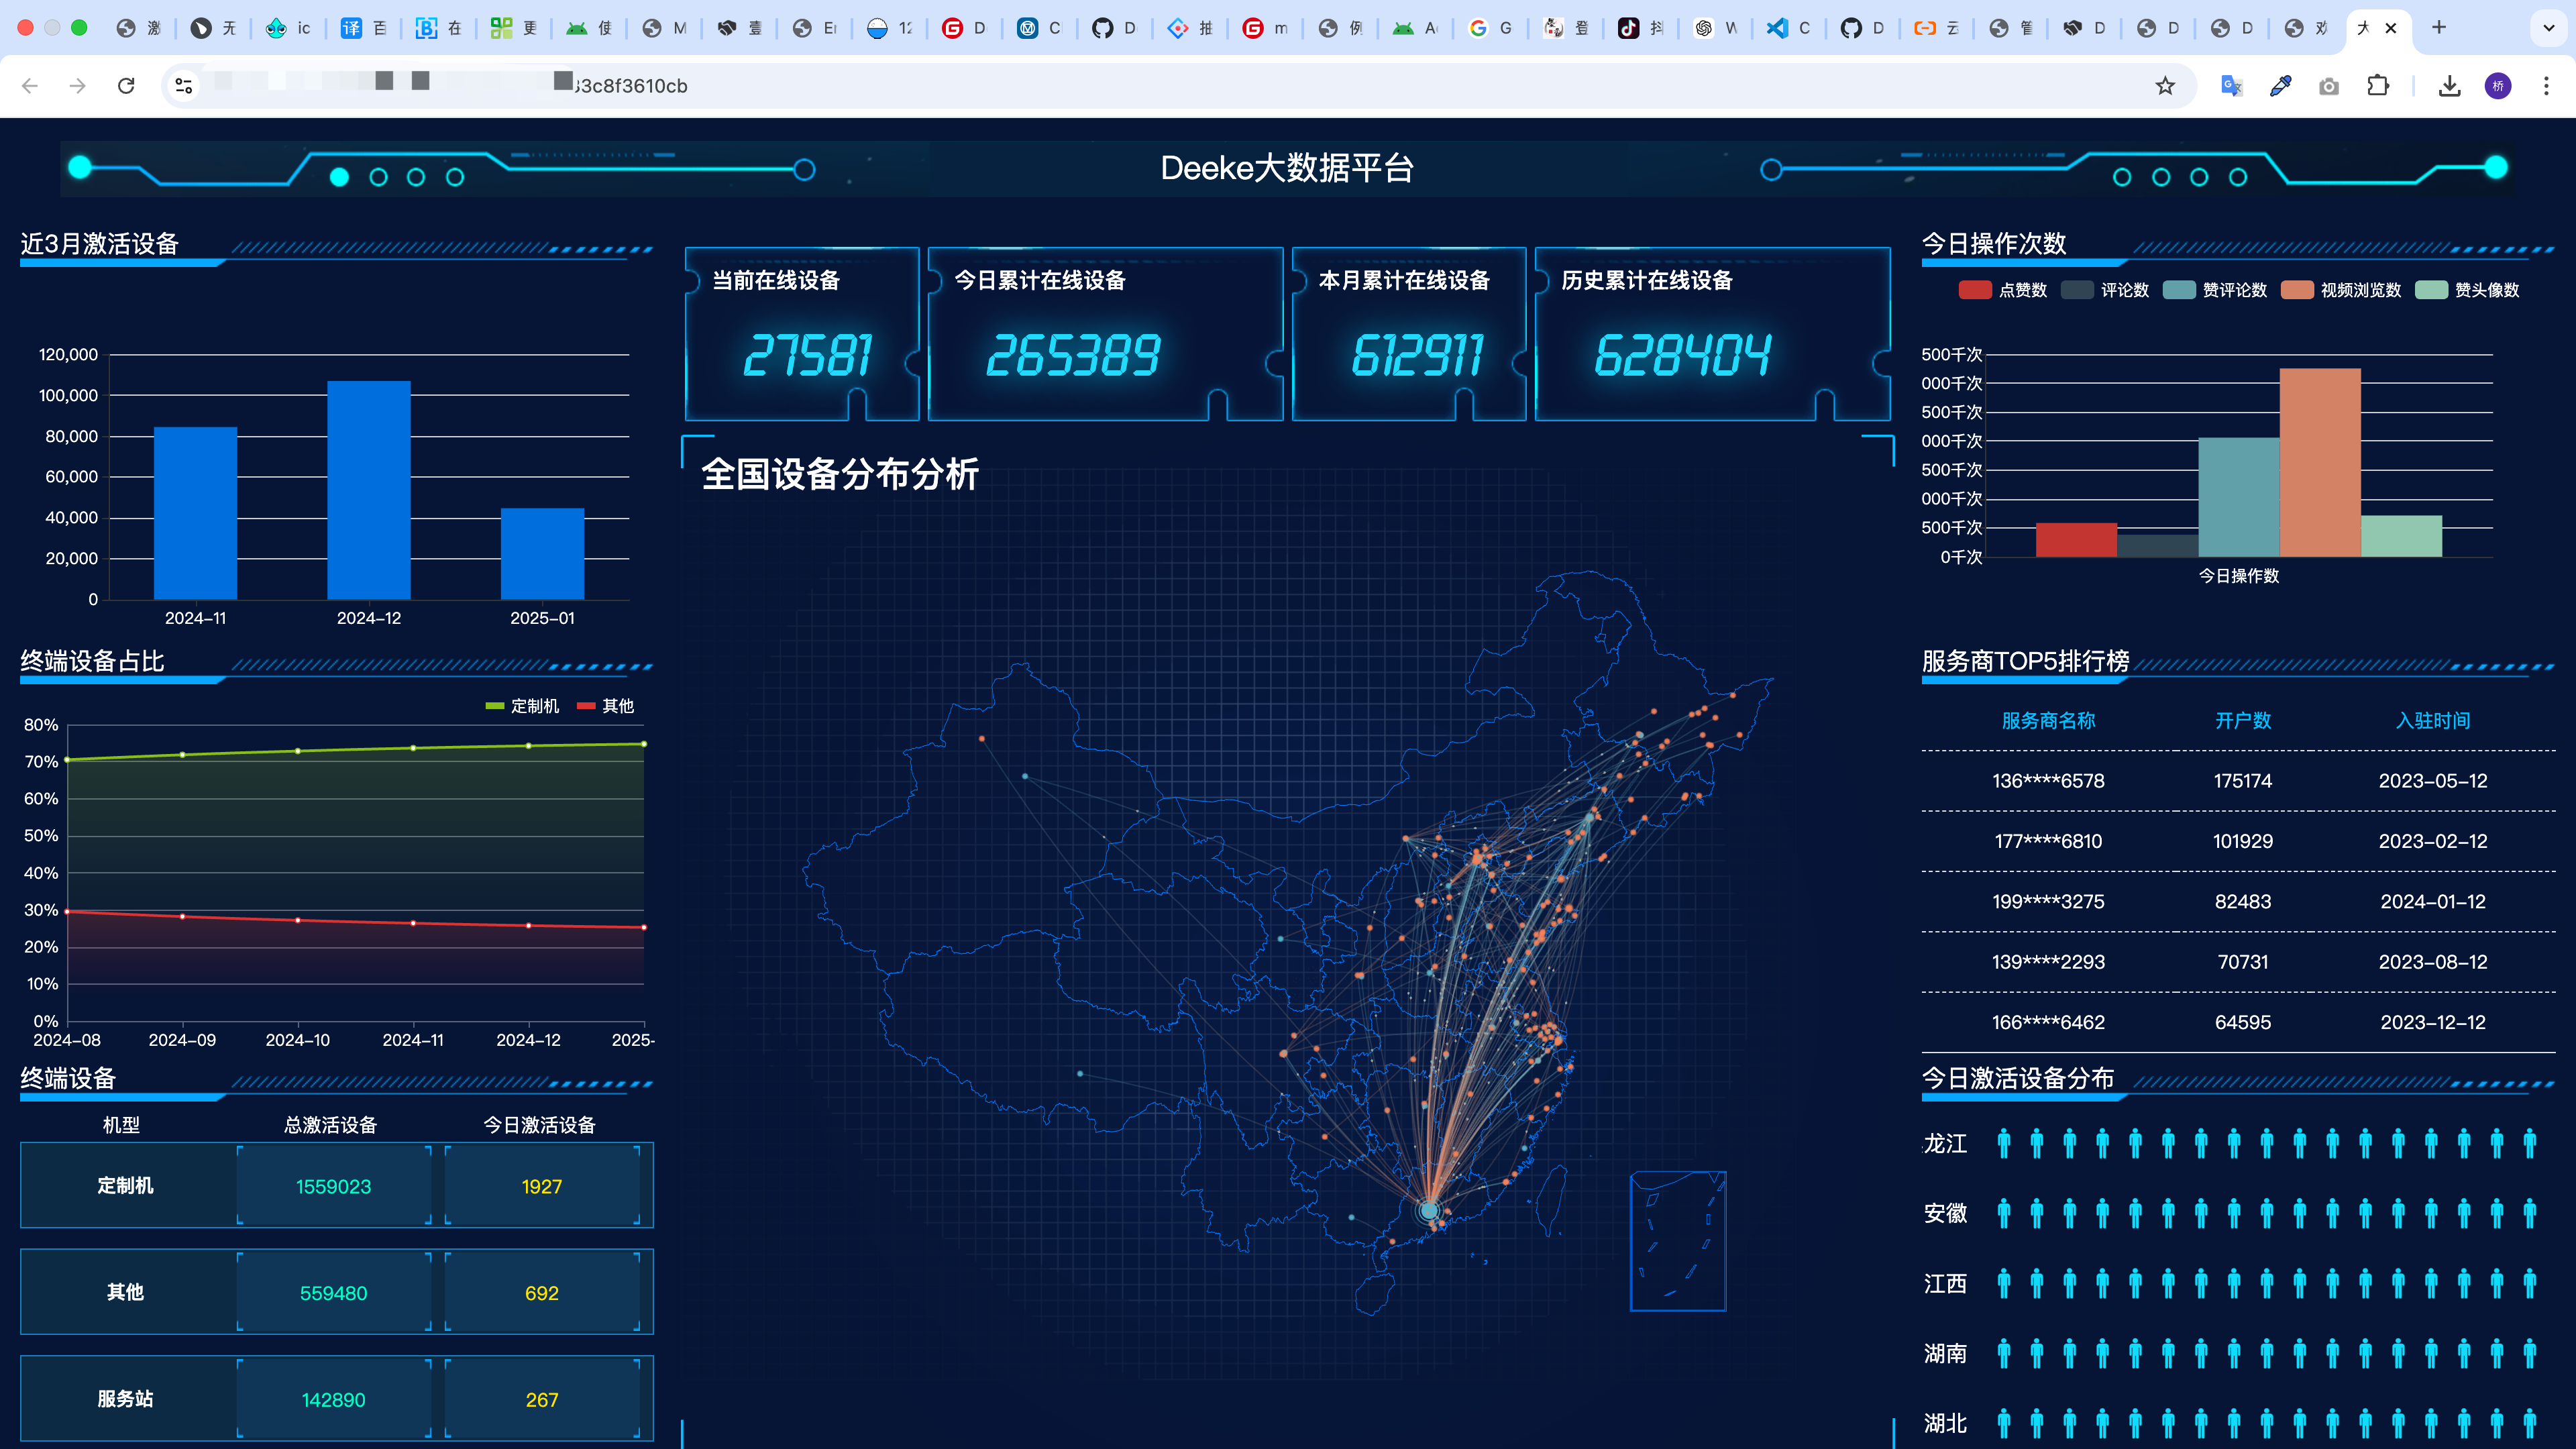 激
无
ic
译 百
在
更
使
M
壹
Er
12
D
C
D
抽
m
例
A
G
登
抖
W
C
D
云
管
D
D
D
欢
大
33c8f3610cb
桥
Deeke大数据平台
近3月激活设备
120,000
100,000
80,000
60,000
40,000
20,000
0
2024-11 2024-12 2025-01
终端设备占比
定制机 其他
80%
70%
60%
50%
40%
30%
20%
10%
0%
2024-08 2024-09 2024-10 2024-11 2024-12 2025-
终端设备
机型 总激活设备 今日激活设备
定制机 1559023 1927
其他 559480 692
服务站 142890 267
当前在线设备
27581
今日累计在线设备
265389
本月累计在线设备
612911
历史累计在线设备
628404
全国设备分布分析
今日操作次数
点赞数 评论数 赞评论数 视频浏览数 赞头像数
500千次
000千次
500千次
000千次
500千次
000千次
500千次
0千次
今日操作数
服务商TOP5排行榜
服务商名称 开户数 入驻时间
136****6578 175174 2023-05-12
177****6810 101929 2023-02-12
199****3275 82483 2024-01-12
139****2293 70731 2023-08-12
166****6462 64595 2023-12-12
今日激活设备分布
龙江
安徽
江西
湖南
湖北